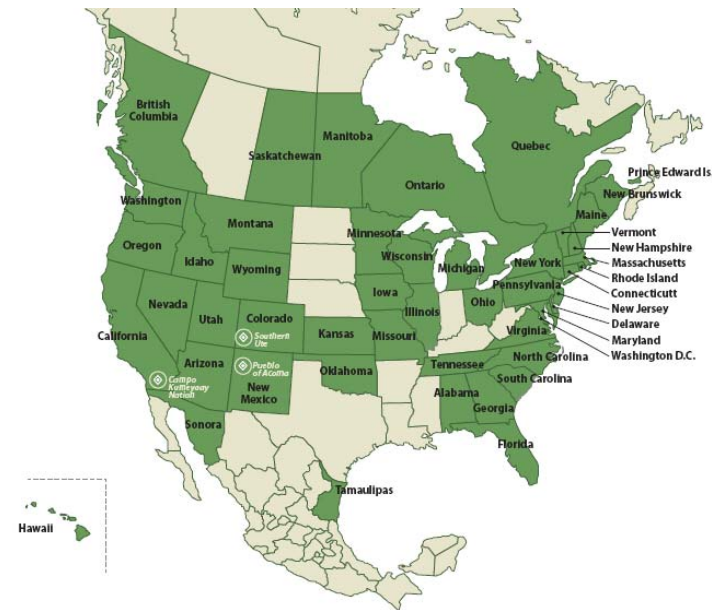 British
Columbia
Manitoba
Saskatchewan
Quebec
Ontario
Prince Edward Is.
New Brunswick
Washington
Maine
Montana
Minnesota
Vermont
Oregon
Idaho
Wisconsin
New Hampshire
Wyoming
Michigan
New York
Massachusetts
Rhode Island
Pennsylvania
Connecticutt
Nevada
Iowa
Ohio
New Jersey
Utah
Colorado
Illinois
Delaware
California
Kansas
Missouri
Virginia
Maryland
Southern
Ute
Washington D.C.
Arizona
Pueblo
of Acoma
Oklahoma
Tennessee
North Carolina
Campo
Kumeyaay
Nation
New
Mexico
South Carolina
Alabama
Georgia
Sonora
Florida
Tamaulipas
Hawaii